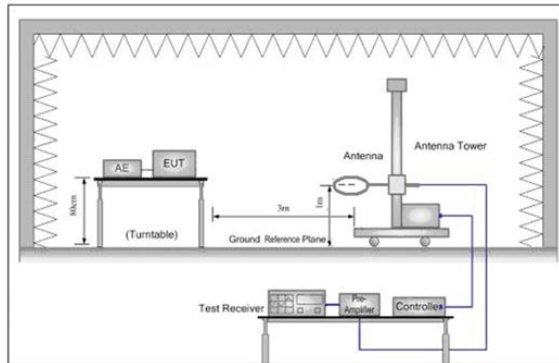 Antenna Tower
Antenna
AE
EUT
80cm
(Turntable)
3m
1m
Ground Reference Plane
Test Receiver
Pre-
Amplifier
Controller